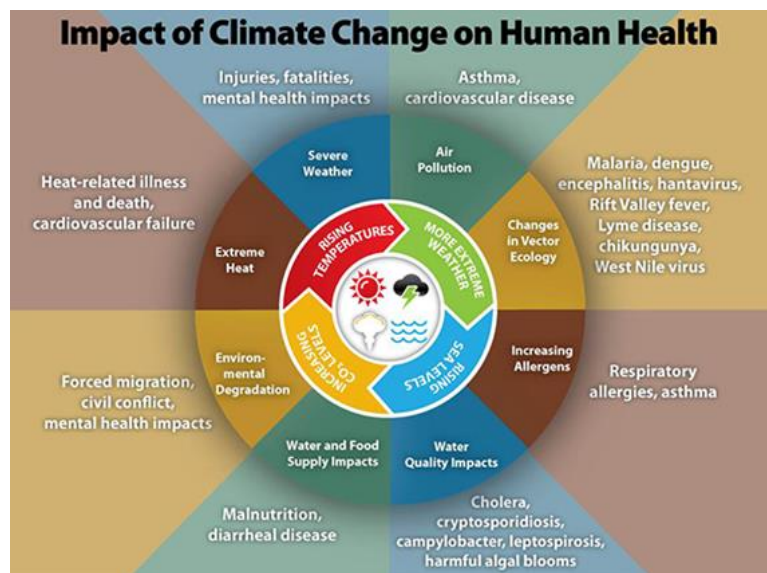 Impact of Climate Change on Human Health
Injuries, fatalities,
mental health impacts
Asthma,
cardiovascular disease
Severe
Weather
Air
Pollution
Malaria, dengue,
encephalitis, hantavirus,
Rift Valley fever,
Lyme disease,
chikungunya,
West Nile virus
Heat-related illness
and death,
cardiovascular failure
Extreme
Heat
RISING
TEMPERATURES
MORE EXTREME
WEATHER
Changes
in Vector
Ecology
Increasing
Allergens
Respiratory
allergies, asthma
Environ-
mental
Degradation
INCREASING
CO₂ LEVELS
RISING
SEA LEVELS
Forced migration,
civil conflict,
mental health impacts
Water and Food
Supply Impacts
Water
Quality Impacts
Malnutrition,
diarrheal disease
Cholera,
cryptosporidiosis,
campylobacter, leptospirosis,
harmful algal blooms